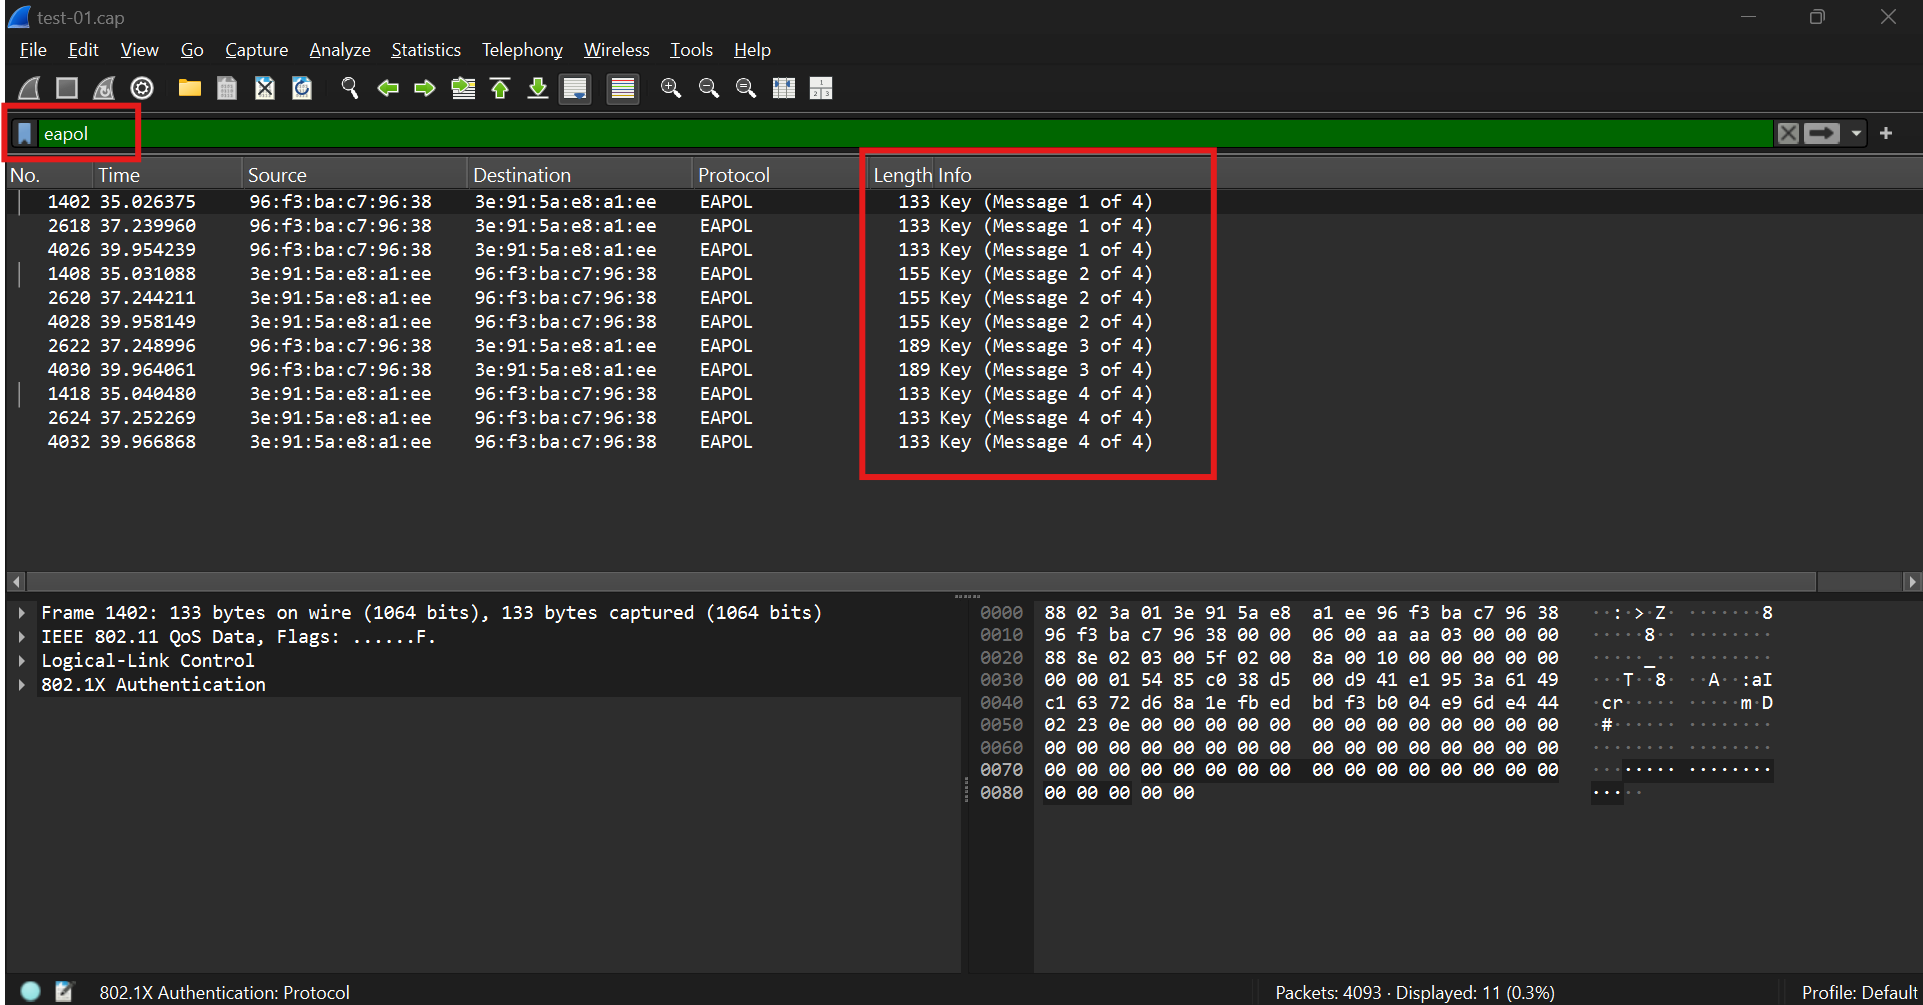 test-01.cap
File Edit View Go Capture Analyze Statistics Telephony Wireless Tools Help
eapol
No. Time Source Destination Protocol Length Info
1402 35.026375 96:f3:ba:c7:96:38 3e:91:5a:e8:a1:ee EAPOL 133 Key (Message 1 of 4)
2618 37.239960 96:f3:ba:c7:96:38 3e:91:5a:e8:a1:ee EAPOL 133 Key (Message 1 of 4)
4026 39.954239 96:f3:ba:c7:96:38 3e:91:5a:e8:a1:ee EAPOL 133 Key (Message 1 of 4)
1408 35.031088 3e:91:5a:e8:a1:ee 96:f3:ba:c7:96:38 EAPOL 155 Key (Message 2 of 4)
2620 37.244211 3e:91:5a:e8:a1:ee 96:f3:ba:c7:96:38 EAPOL 155 Key (Message 2 of 4)
4028 39.958149 3e:91:5a:e8:a1:ee 96:f3:ba:c7:96:38 EAPOL 155 Key (Message 2 of 4)
2622 37.248996 96:f3:ba:c7:96:38 3e:91:5a:e8:a1:ee EAPOL 189 Key (Message 3 of 4)
4030 39.964061 96:f3:ba:c7:96:38 3e:91:5a:e8:a1:ee EAPOL 189 Key (Message 3 of 4)
1418 35.040480 3e:91:5a:e8:a1:ee 96:f3:ba:c7:96:38 EAPOL 133 Key (Message 4 of 4)
2624 37.252269 3e:91:5a:e8:a1:ee 96:f3:ba:c7:96:38 EAPOL 133 Key (Message 4 of 4)
4032 39.966868 3e:91:5a:e8:a1:ee 96:f3:ba:c7:96:38 EAPOL 133 Key (Message 4 of 4)
Frame 1402: 133 bytes on wire (1064 bits), 133 bytes captured (1064 bits)
IEEE 802.11 QoS Data, Flags: ......F.
Logical-Link Control
802.1X Authentication
0000 88 02 3a 01 3e 91 5a e8 a1 ee 96 f3 ba c7 96 38 ··:·>·Z· ·······8
0010 96 f3 ba c7 96 38 00 00 06 00 aa aa 03 00 00 00 ·····8·· ········
0020 88 8e 02 03 00 5f 02 00 8a 00 10 00 00 00 00 00 ·····_·· ········
0030 00 00 01 54 85 c0 38 d5 00 d9 41 e1 95 3a 61 49 ···T··8· ··A··:aI
0040 c1 63 72 d6 8a 1e fb ed bd f3 b0 04 e9 6d e4 44 ·cr····· ·····m·D
0050 02 23 0e 00 00 00 00 00 00 00 00 00 00 00 00 00 ·#······ ········
0060 00 00 00 00 00 00 00 00 00 00 00 00 00 00 00 00 ········ ········
0070 00 00 00 00 00 00 00 00 00 00 00 00 00 00 00 00 ········ ········
0080 00 00 00 00 00 ·····
802.1X Authentication: Protocol
Packets: 4093 · Displayed: 11 (0.3%)
Profile: Default